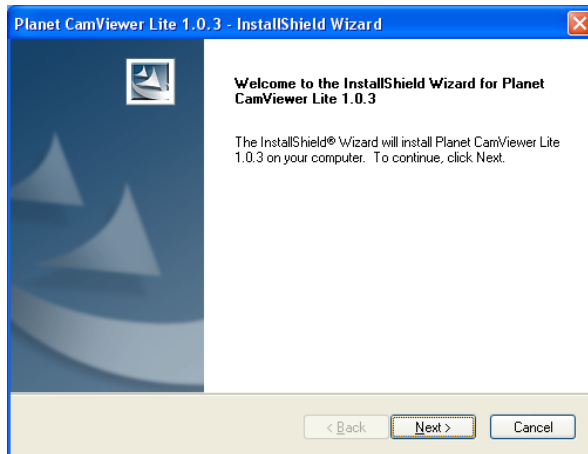 Planet CamViewer Lite 1.0.3 - InstallShield Wizard
Welcome to the InstallShield Wizard for Planet
CamViewer Lite 1.0.3
The InstallShield® Wizard will install Planet CamViewer Lite
1.0.3 on your computer. To continue, click Next.
< Back Next > Cancel